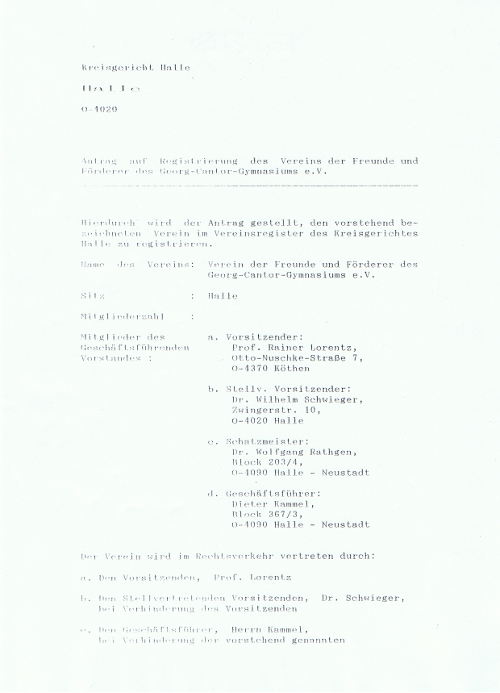 Kreisgericht Halle
Halle
O-4020
Antrag auf Registrierung des Vereins der Freunde und
Förderer des Georg-Cantor-Gymnasiums e.V.
Hierdurch wird der Antrag gestellt, den vorstehend be-
zeichneten Verein im Vereinsregister des Kreisgerichtes
Halle zu registrieren.
Name des Vereins: Verein der Freunde und Förderer des
Georg-Cantor-Gymnasiums e.V.
Sitz : Halle
Mitgliederzahl :
Mitglieder des a. Vorsitzender:
Geschäftsführenden Prof. Rainer Lorentz,
Vorstandes : Otto-Nuschke-Straße 7,
O-4370 Köthen
b. Stellv. Vorsitzender:
Dr. Wilhelm Schwieger,
Zwingerstr. 10,
O-4020 Halle
c. Schatzmeister:
Dr. Wolfgang Rathgen,
Block 203/4,
O-4090 Halle - Neustadt
d. Geschäftsführer:
Dieter Kammel,
Block 367/3,
O-4090 Halle - Neustadt
Der Verein wird im Rechtsverkehr vertreten durch:
a. Den Vorsitzenden, Prof. Lorentz
b. Den Stellvertretenden Vorsitzenden, Dr. Schwieger,
bei Verhinderung des Vorsitzenden
c. Den Geschäftsführer, Herrn Kammel,
bei Verhinderung der vorstehend genannten